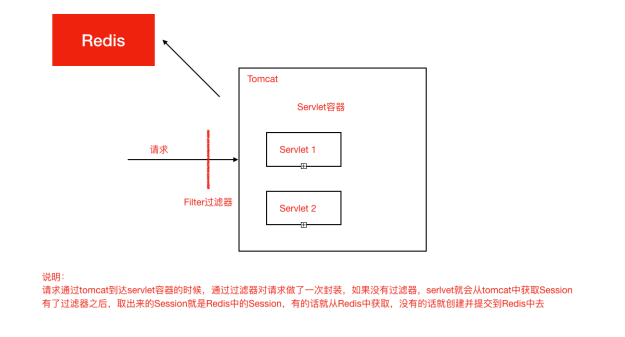 Redis
Tomcat
Servlet容器
请求
Servlet 1
Filter过滤器
Servlet 2
说明：
请求通过tomcat到达servlet容器的时候，通过过滤器对请求做了一次封装，如果没有过滤器，serlvet就会从tomcat中获取Session
有了过滤器之后，取出来的Session就是Redis中的Session，有的话就从Redis中获取，没有的话就创建并提交到Redis中去